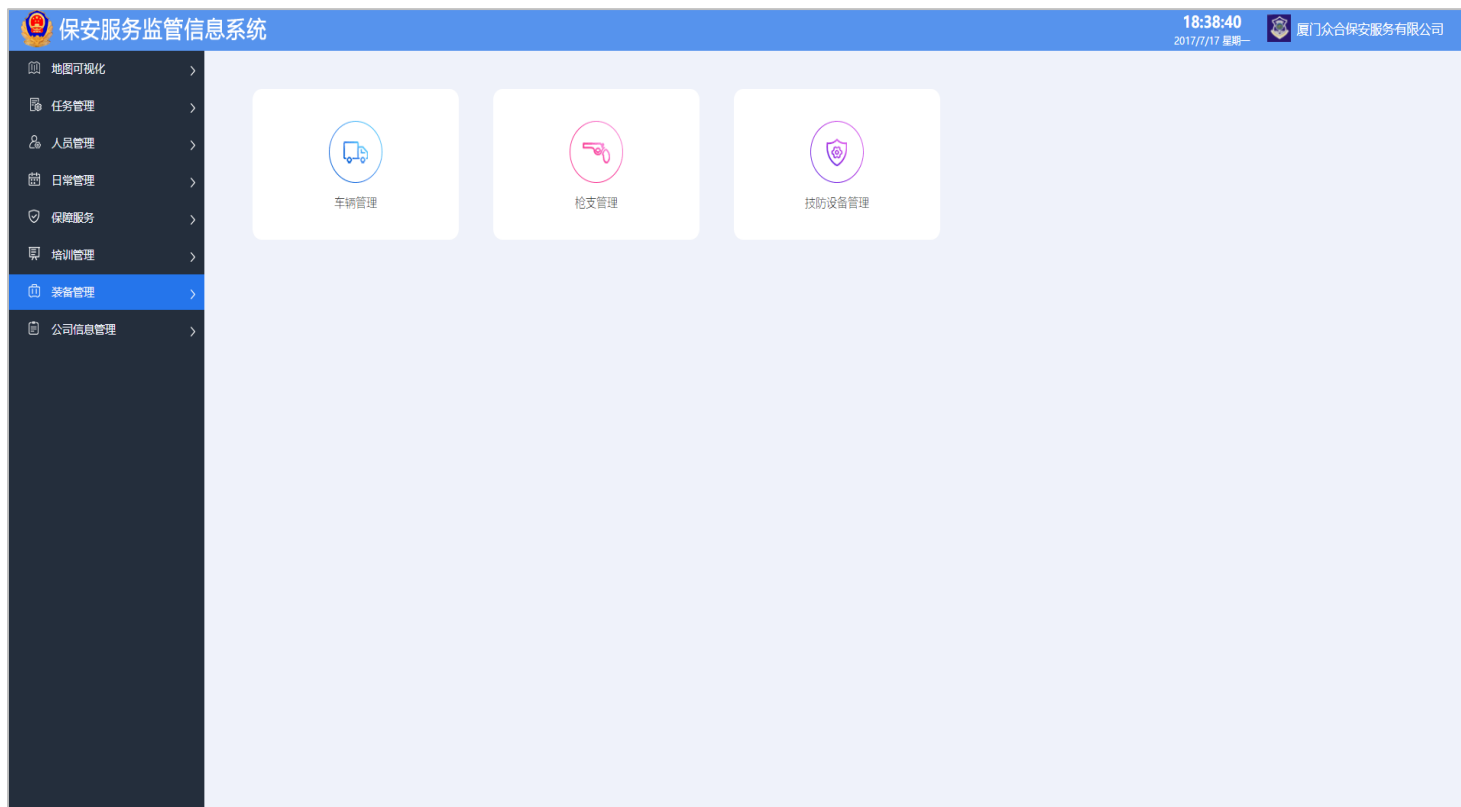 保安服务监管信息系统
18:38:40
2017/7/17 星期一
厦门众合保安服务有限公司
地图可视化
任务管理
人员管理
日常管理
保障服务
培训管理
装备管理
公司信息管理
车辆管理
枪支管理
技防设备管理